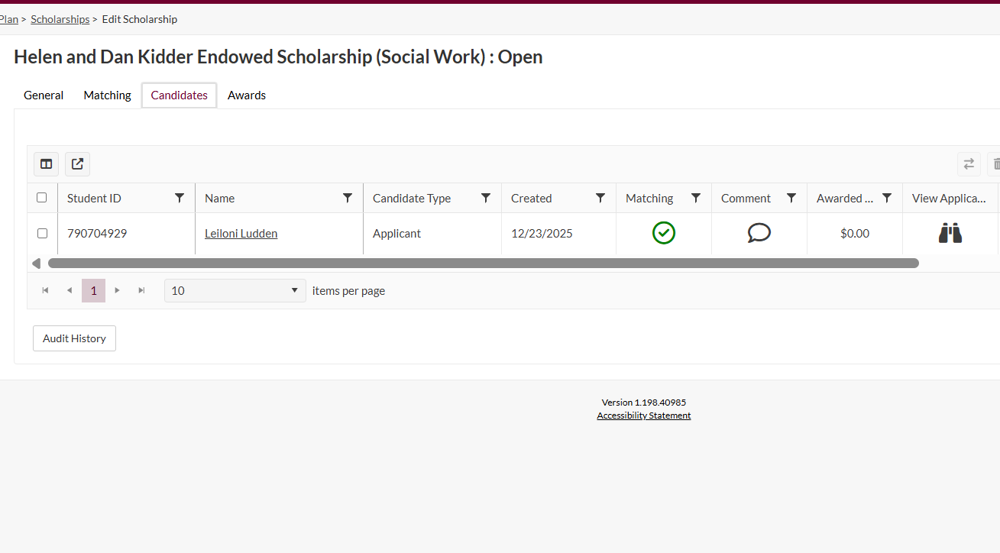 Plan > Scholarships > Edit Scholarship
Helen and Dan Kidder Endowed Scholarship (Social Work) : Open
General Matching Candidates Awards
Student ID Name Candidate Type Created Matching Comment Awarded ... View Applica...
790704929 Leiloni Ludden Applicant 12/23/2025 $0.00
1 10 items per page
Audit History
Version 1.198.40985
Accessibility Statement